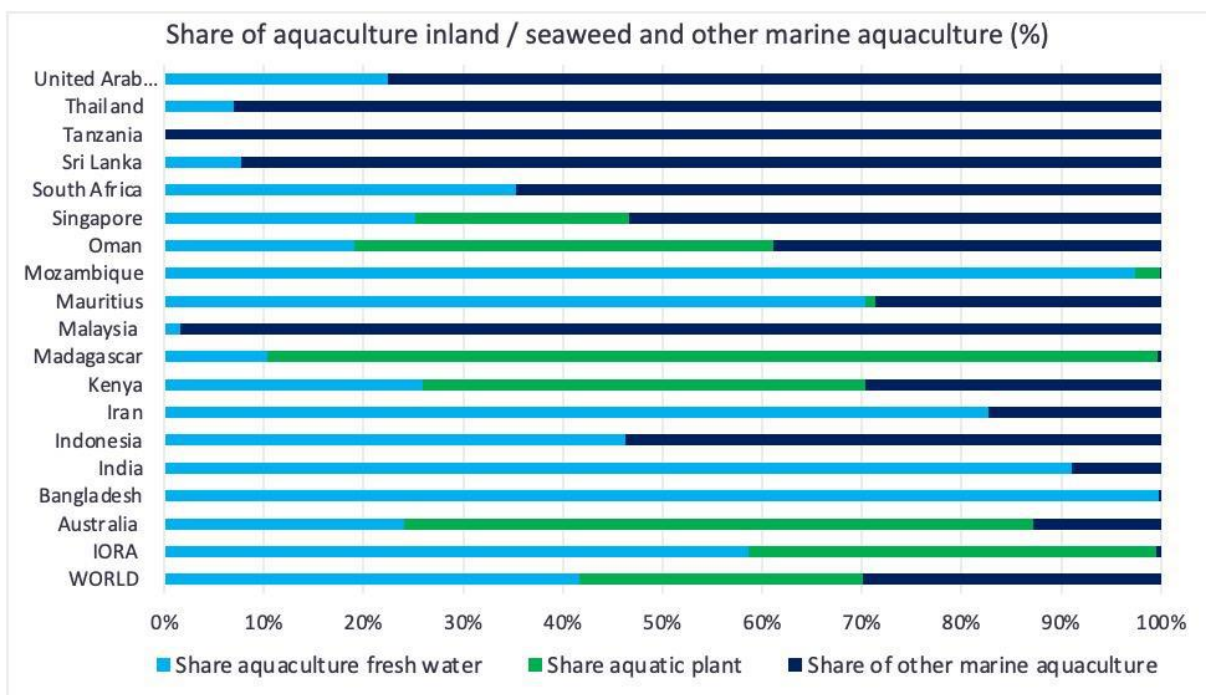 Share of aquaculture inland / seaweed and other marine aquaculture (%)
United Arab...
Thailand
Tanzania
Sri Lanka
South Africa
Singapore
Oman
Mozambique
Mauritius
Malaysia
Madagascar
Kenya
Iran
Indonesia
India
Bangladesh
Australia
IORA
WORLD
0% 10% 20% 30% 40% 50% 60% 70% 80% 90% 100%
Share aquaculture fresh water Share aquatic plant Share of other marine aquaculture